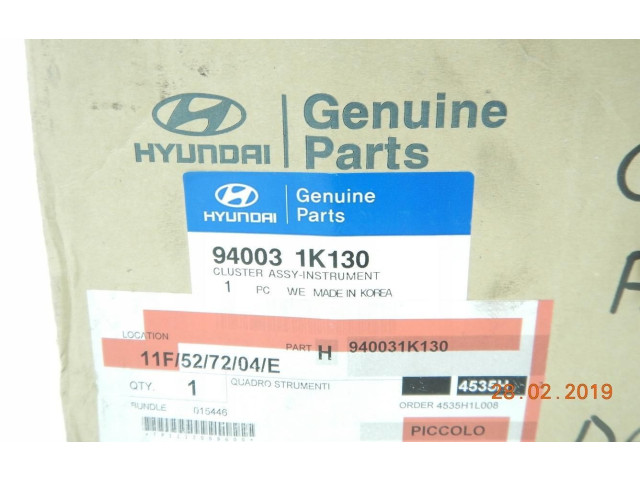 HYUNDAI
Genuine
Parts
HYUNDAI
Genuine
Parts
94003 1K130
CLUSTER ASSY-INSTRUMENT
1 PC WE MADE IN KOREA
LOCATION
11F/52/72/04/E
PART H 940031K130
QTY. 1 QUADRO STRUMENTI
4535H
BUNDLE 015446
ORDER 4535H1L008
PICCOLO
28.02.2019